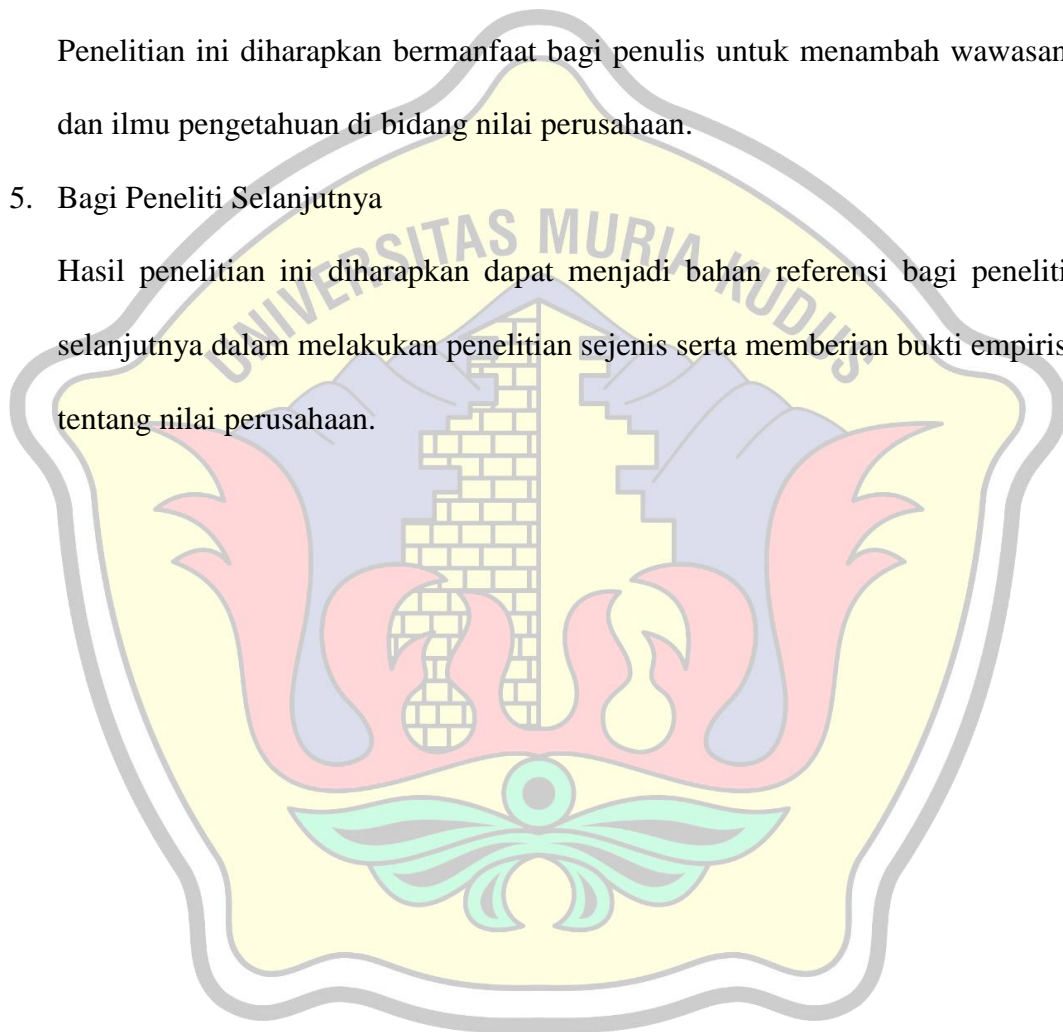 Penelitian ini diharapkan bermanfaat bagi penulis untuk menambah wawasan
dan ilmu pengetahuan di bidang nilai perusahaan.
5. Bagi Peneliti Selanjutnya
UNIVERSITAS MURIA KUDUS
Hasil penelitian ini diharapkan dapat menjadi bahan referensi bagi peneliti
selanjutnya dalam melakukan penelitian sejenis serta memberian bukti empiris
tentang nilai perusahaan.